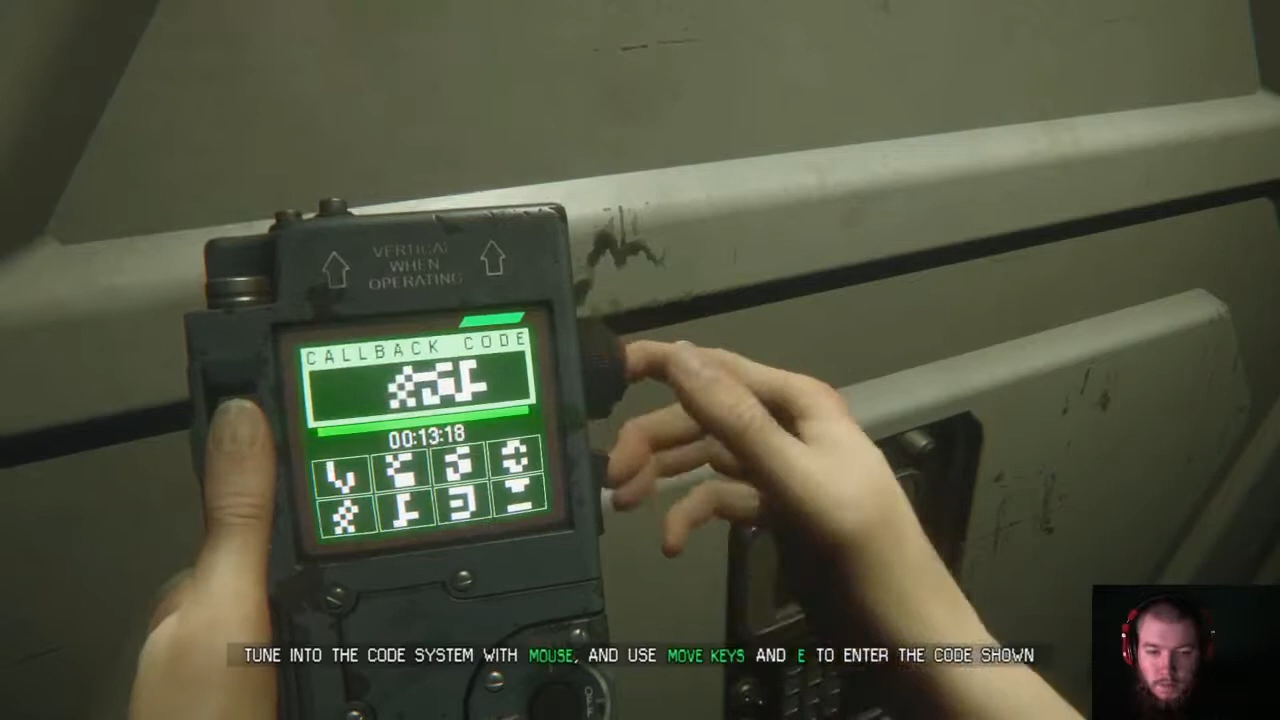 VERTICAL
WHEN
OPERATING
CALLBACK CODE
00:13:18
TUNE INTO THE CODE SYSTEM WITH MOUSE, AND USE MOVE KEYS AND E TO ENTER THE CODE SHOWN